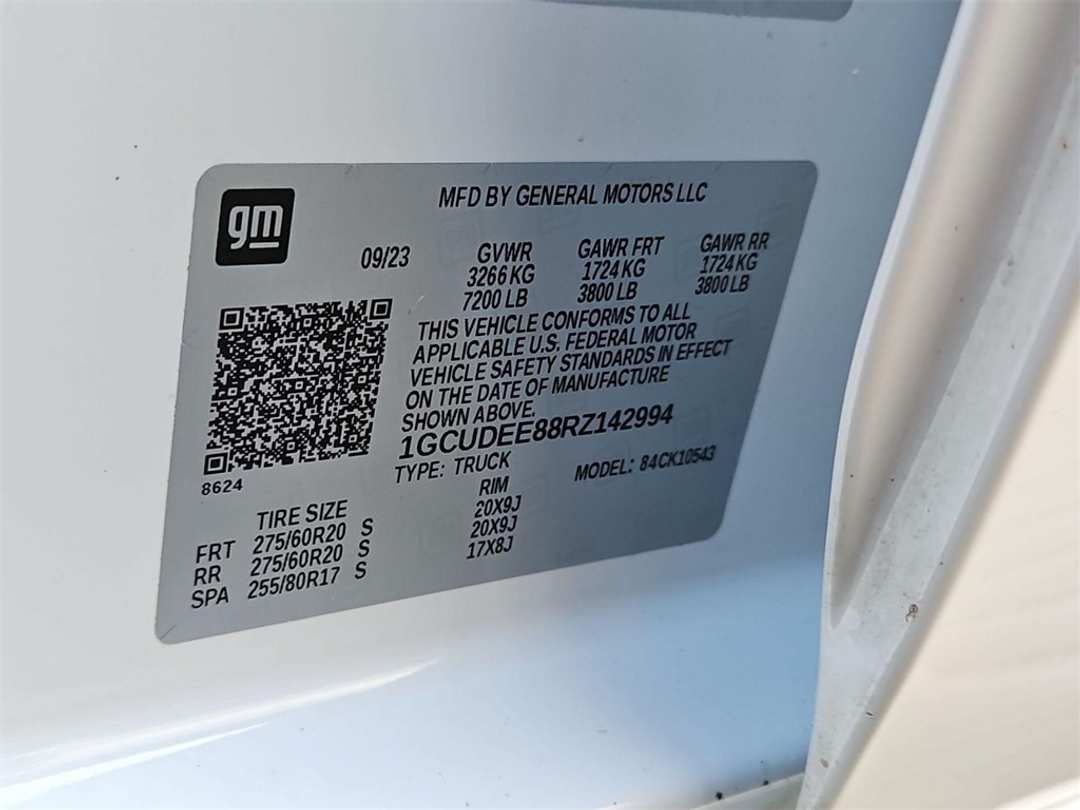 gm
MFD BY GENERAL MOTORS LLC
09/23 GVWR GAWR FRT GAWR RR
3266 KG 1724 KG 1724 KG
7200 LB 3800 LB 3800 LB
THIS VEHICLE CONFORMS TO ALL
APPLICABLE U.S. FEDERAL MOTOR
VEHICLE SAFETY STANDARDS IN EFFECT
ON THE DATE OF MANUFACTURE
SHOWN ABOVE.
1GCUDEE88RZ142994
8624
TYPE: TRUCK MODEL: 84CK10543
TIRE SIZE RIM
FRT 275/60R20 S 20X9J
RR 275/60R20 S 20X9J
SPA 255/80R17 S 17X8J